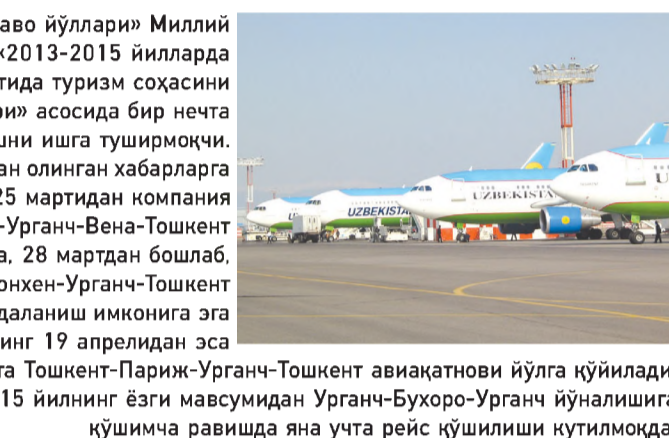 аво йўллари» Миллий
«2013-2015 йилларда
тида туризм соҳасини
ри» асосида бир нечта
шни ишга туширмоқчи.
ан олинган хабарларга
25 мартидан компания
-Урганч-Вена-Тошкент
а, 28 мартдан бошлаб,
онхен-Урганч-Тошкент
даланиш имконига эга
инг 19 апрелидан эса
та Тошкент-Париж-Урганч-Тошкент авиақатнови йўлга қўйилади
15 йилнинг ёзги мавсумидан Урганч-Бухоро-Урганч йўналишига
қўшимча равишда яна учта рейс қўшилиши кутилмоқда
UZBEKISTA
UZBEKISTA